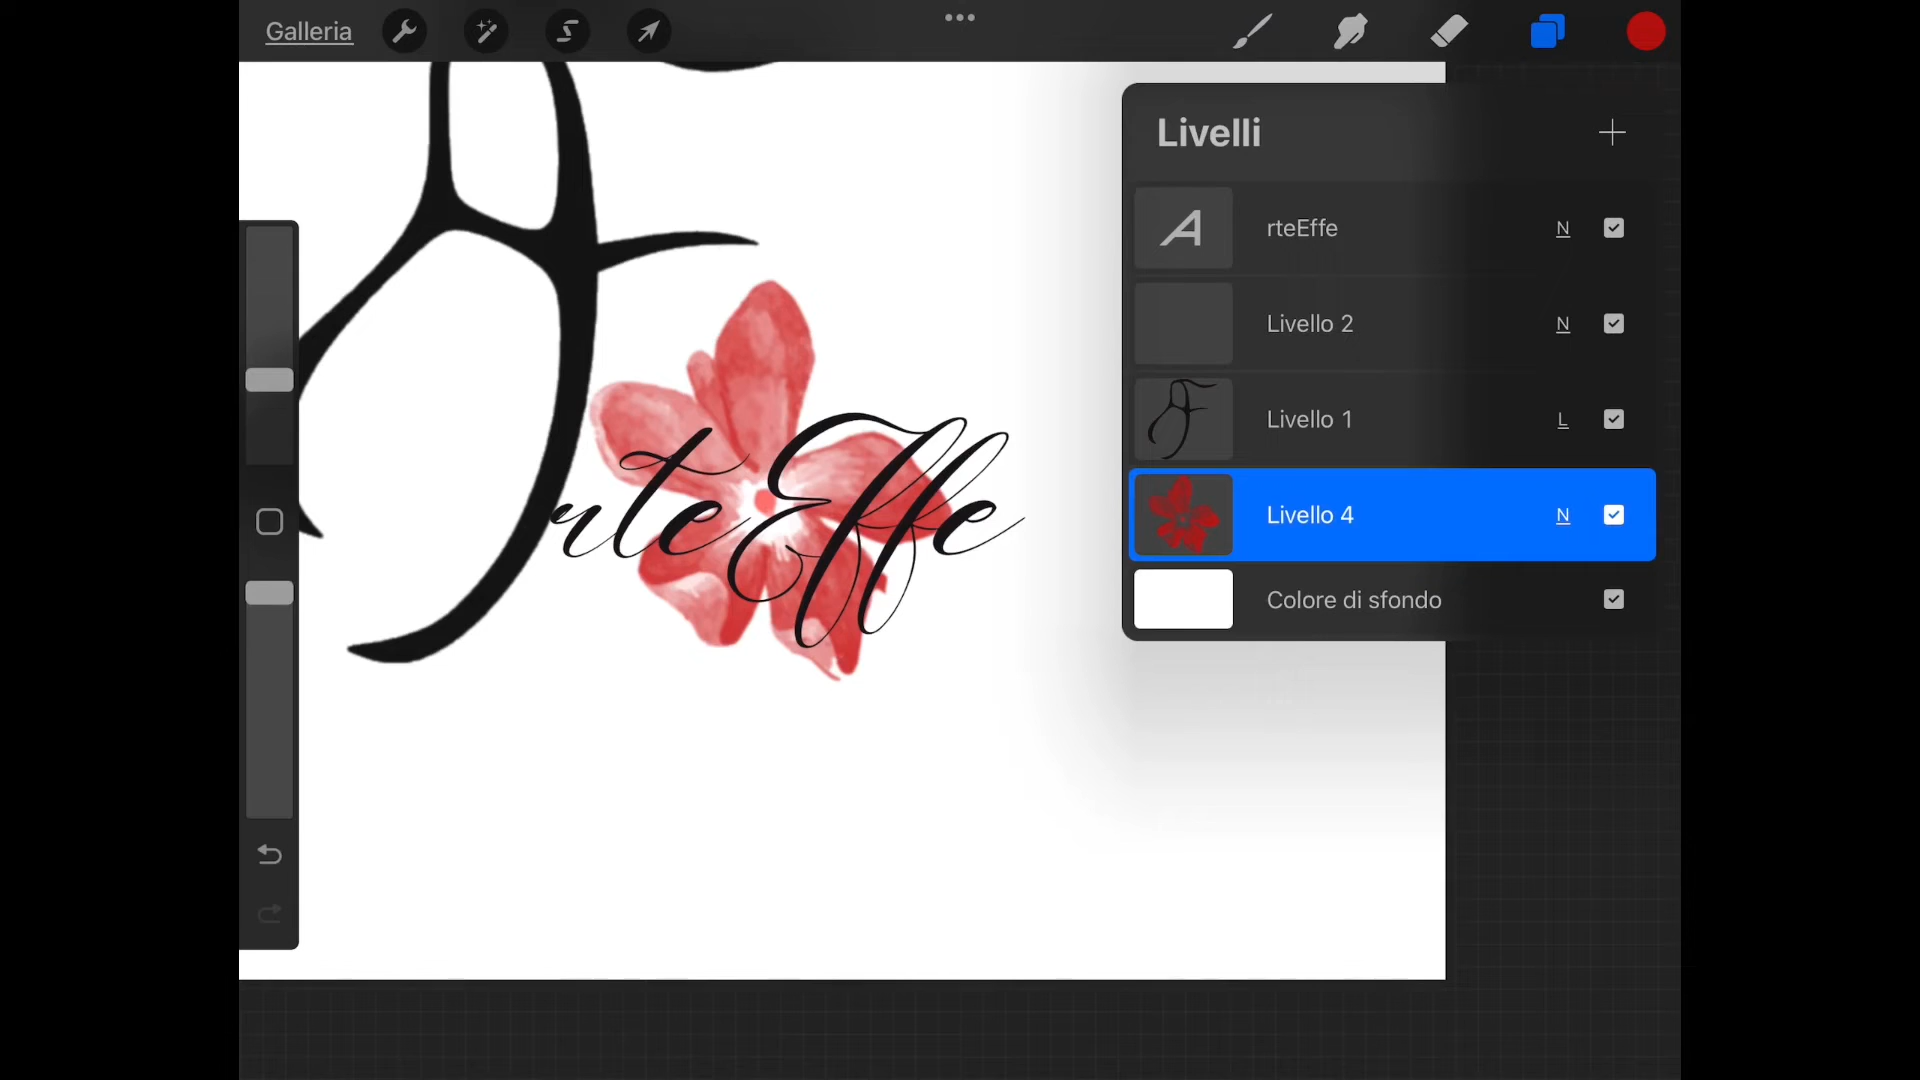 Galleria
Livelli
A
rteEffe
N
Livello 2
N
Livello 1
L
Livello 4
N
Colore di sfondo
rteEffe